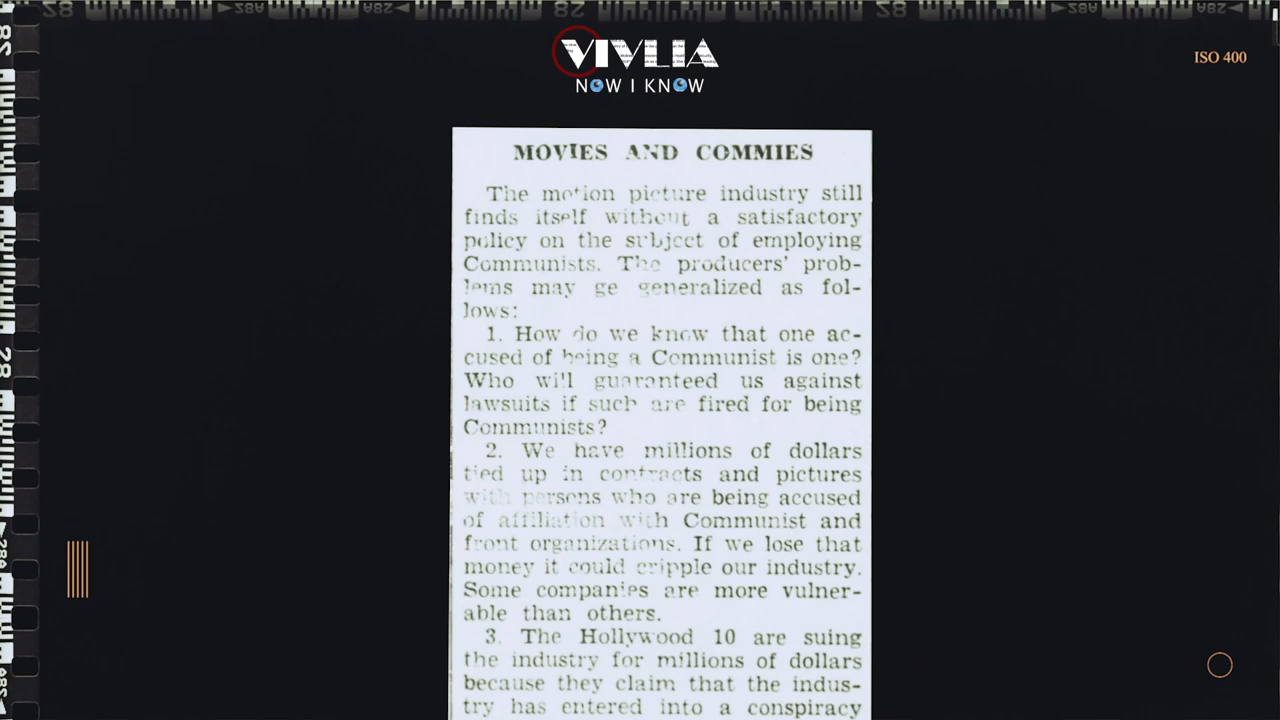 VIVLIA
NOW I KNOW
ISO 400
MOVIES AND COMMIES
The motion picture industry still
finds itself without a satisfactory
policy on the subject of employing
Communists. The producers' prob-
lems may ge generalized as fol-
lows:
1. How do we know that one ac-
cused of being a Communist is one?
Who will guaranteed us against
lawsuits if such are fired for being
Communists?
2. We have millions of dollars
tied up in contracts and pictures
with persons who are being accused
of affiliation with Communist and
front organizations. If we lose that
money it could cripple our industry.
Some companies are more vulner-
able than others.
3. The Hollywood 10 are suing
the industry for millions of dollars
because they claim that the indus-
try has entered into a conspiracy